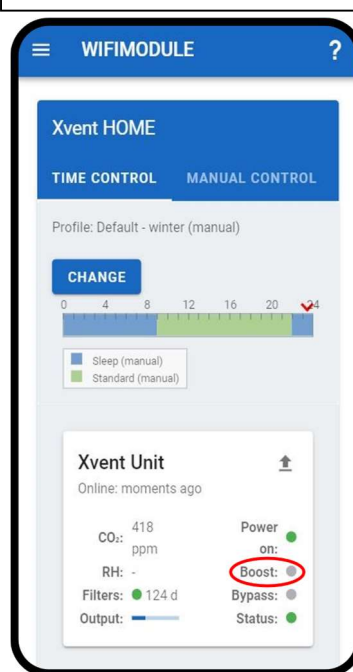 WIFIMODULE ?
Xvent HOME
TIME CONTROL MANUAL CONTROL
Profile: Default - winter (manual)
CHANGE
0 4 8 12 16 20 24
Sleep (manual)
Standard (manual)
Xvent Unit
Online: moments ago
CO₂: 418 ppm
Power on:
RH: -
Boost:
Filters: 124 d
Bypass:
Output:
Status: